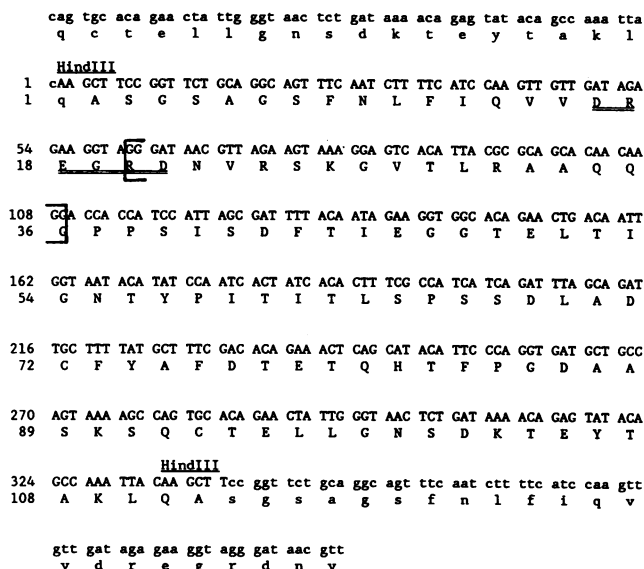 cag tgc aca gaa cta ttg ggt aac tct gat aaa aca gag tat aca gcc aaa tta
q c t e l l g n s d k t e y t a k l
HindIII
1 cAA GCT TCC GGT TCT GCA GGC AGT TTC AAT CTT TTC ATC CAA GTT GTT GAT AGA
1 q A S G S A G S F N L F I Q V V D R
54 GAA GGT AGG GAT AAC GTT AGA AGT AAA GGA GTC ACA TTA CGC GCA GCA CAA CAA
18 E G R D N V R S K G V T L R A A Q Q
108 GGA CCA CCA TCC ATT AGC GAT TTT ACA ATA GAA GGT GGC ACA GAA CTG ACA ATT
36 G P P S I S D F T I E G G T E L T I
162 GGT AAT ACA TAT CCA ATC ACT ATC ACA CTT TCG CCA TCA TCA GAT TTA GCA GAT
54 G N T Y P I T I T L S P S S D L A D
216 TGC TTT TAT GCT TTC GAC ACA GAA ACT CAG CAT ACA TTC CCA GGT GAT GCT GCC
72 C F Y A F D T E T Q H T F P G D A A
270 AGT AAA AGC CAG TGC ACA GAA CTA TTG GGT AAC TCT GAT AAA ACA GAG TAT ACA
89 S K S Q C T E L L G N S D K T E Y T
HindIII
324 GCC AAA TTA CAA GCT Tcc ggt tct gca ggc agt ttc aat ctt ttc atc caa gtt
108 A K L Q A s g s a g s f n l f i q v
gtt gat aga gaa ggt agg gat aac gtt
v d r e g r d n v